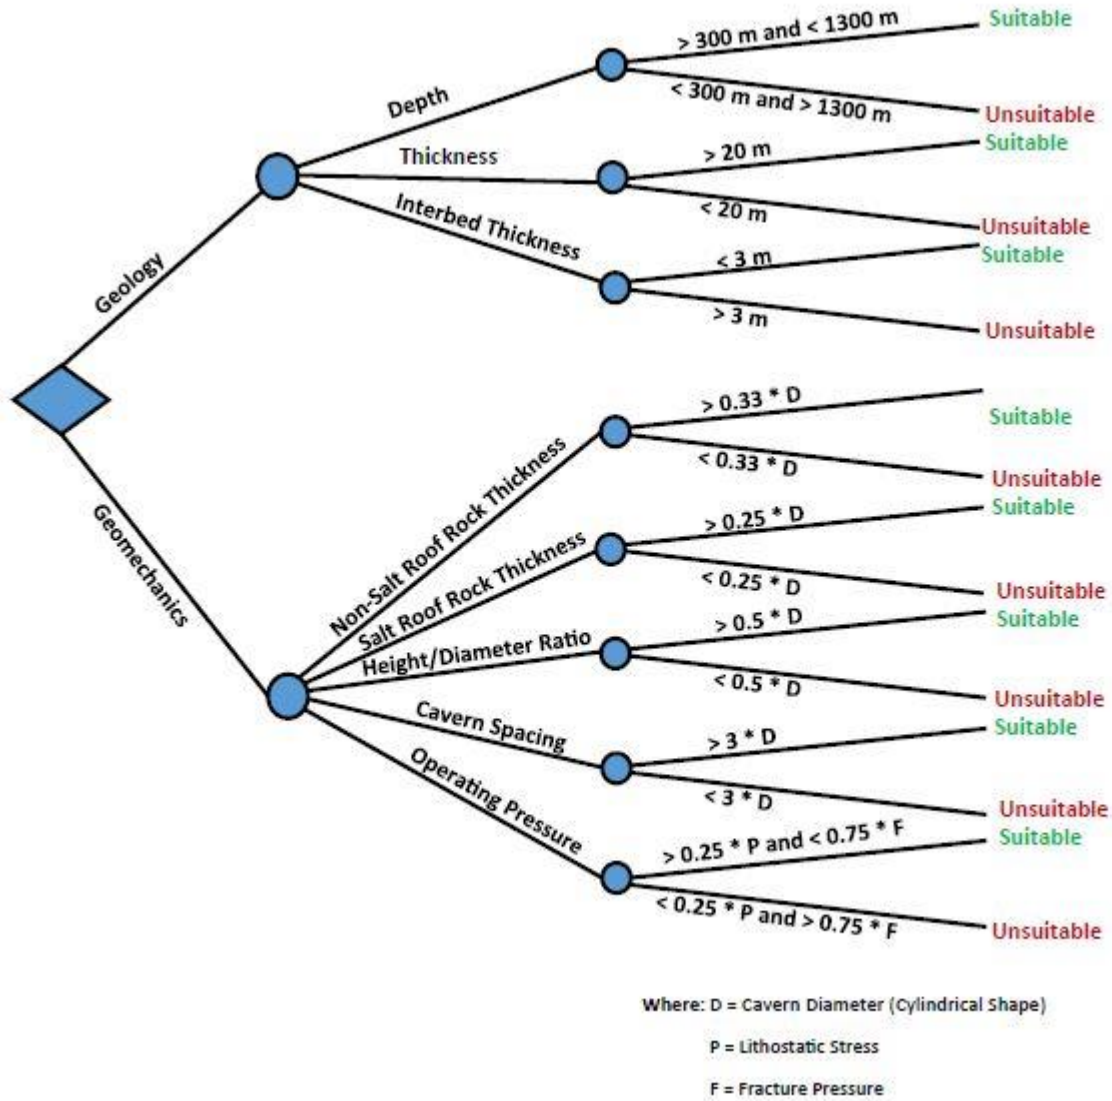 > 300 m and < 1300 m
Suitable
Depth
< 300 m and > 1300 m
Unsuitable
Thickness
> 20 m
Suitable
< 20 m
Unsuitable
Interbed Thickness
< 3 m
Suitable
> 3 m
Unsuitable
Geology
Geomechanics
Non-Salt Roof Rock Thickness
> 0.33 * D
Suitable
< 0.33 * D
Unsuitable
Salt Roof Rock Thickness
> 0.25 * D
Suitable
< 0.25 * D
Unsuitable
Height/Diameter Ratio
> 0.5 * D
Suitable
< 0.5 * D
Unsuitable
Cavern Spacing
> 3 * D
Suitable
< 3 * D
Unsuitable
Operating Pressure
> 0.25 * P and < 0.75 * F
Suitable
< 0.25 * P and > 0.75 * F
Unsuitable
Where: D = Cavern Diameter (Cylindrical Shape)
P = Lithostatic Stress
F = Fracture Pressure